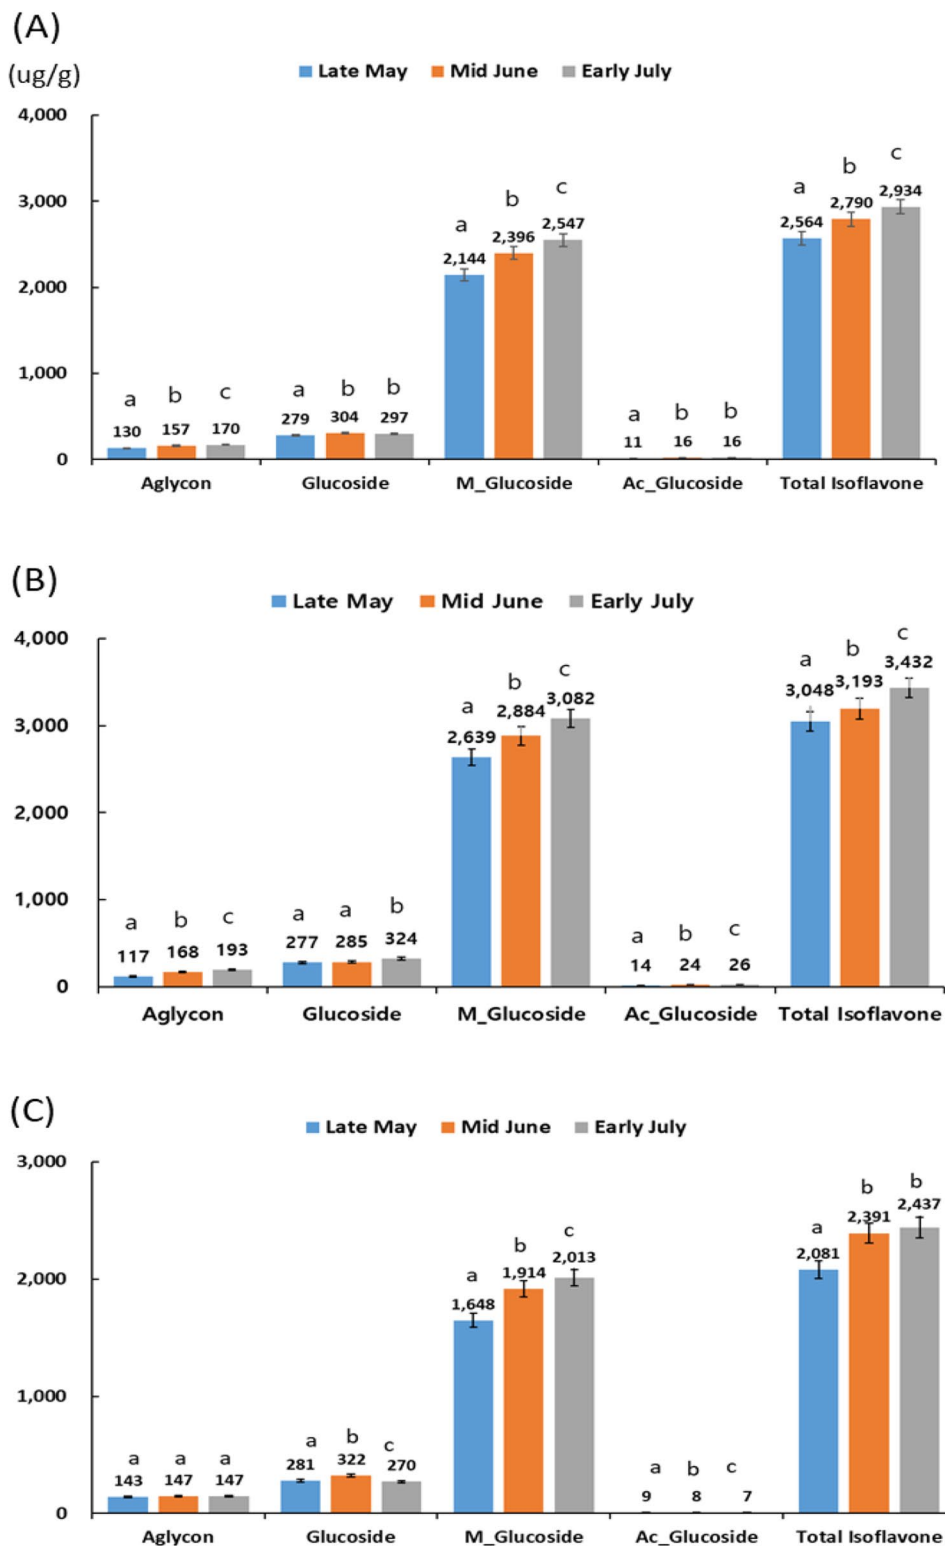 (A)
(ug/g)
Late May Mid June Early July
4,000
3,000
2,000
1,000
0
a b c
130 157 170
a b b
279 304 297
a b c
2,144 2,396 2,547
a b b
11 16 16
a b c
2,564 2,790 2,934
Aglycon Glucoside M_Glucoside Ac_Glucoside Total Isoflavone
(B)
Late May Mid June Early July
4,000
3,000
2,000
1,000
0
a b c
117 168 193
a a b
277 285 324
a b c
2,639 2,884 3,082
a b c
14 24 26
a b c
3,048 3,193 3,432
Aglycon Glucoside M_Glucoside Ac_Glucoside Total Isoflavone
(C)
Late May Mid June Early July
3,000
2,000
1,000
0
a a a
143 147 147
a b c
281 322 270
a b c
1,648 1,914 2,013
a b c
9 8 7
a b b
2,081 2,391 2,437
Aglycon Glucoside M_Glucoside Ac_Glucoside Total Isoflavone